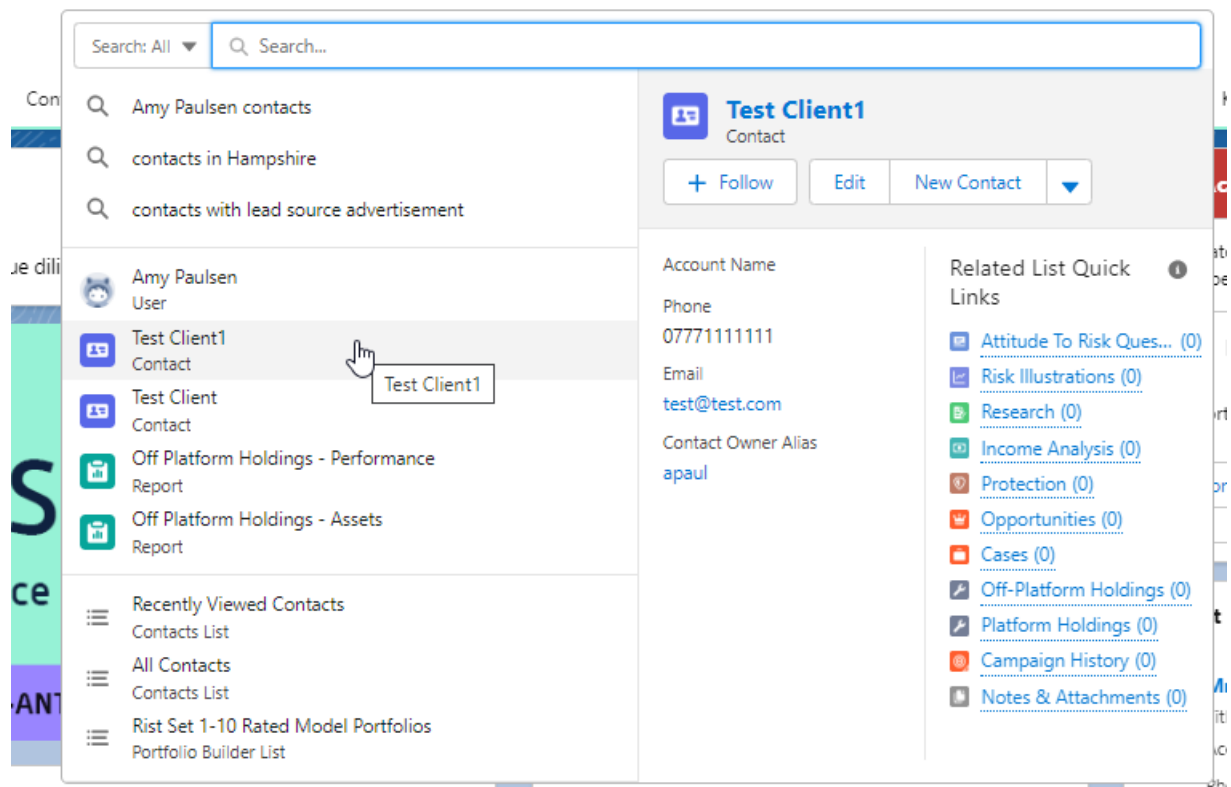 Search: All
Search...
Con
Amy Paulsen contacts
contacts in Hampshire
contacts with lead source advertisement
ue dili
Amy Paulsen
User
Test Client1
Contact
Test Client1
Test Client
Contact
Off Platform Holdings - Performance
Report
Off Platform Holdings - Assets
Report
S
ce
Recently Viewed Contacts
Contacts List
All Contacts
Contacts List
-ANT
Rist Set 1-10 Rated Model Portfolios
Portfolio Builder List
Test Client1
Contact
+ Follow
Edit
New Contact
Account Name
Phone
07771111111
Email
test@test.com
Contact Owner Alias
apaul
Related List Quick
Links
Attitude To Risk Ques... (0)
Risk Illustrations (0)
Research (0)
Income Analysis (0)
Protection (0)
Opportunities (0)
Cases (0)
Off-Platform Holdings (0)
Platform Holdings (0)
Campaign History (0)
Notes & Attachments (0)